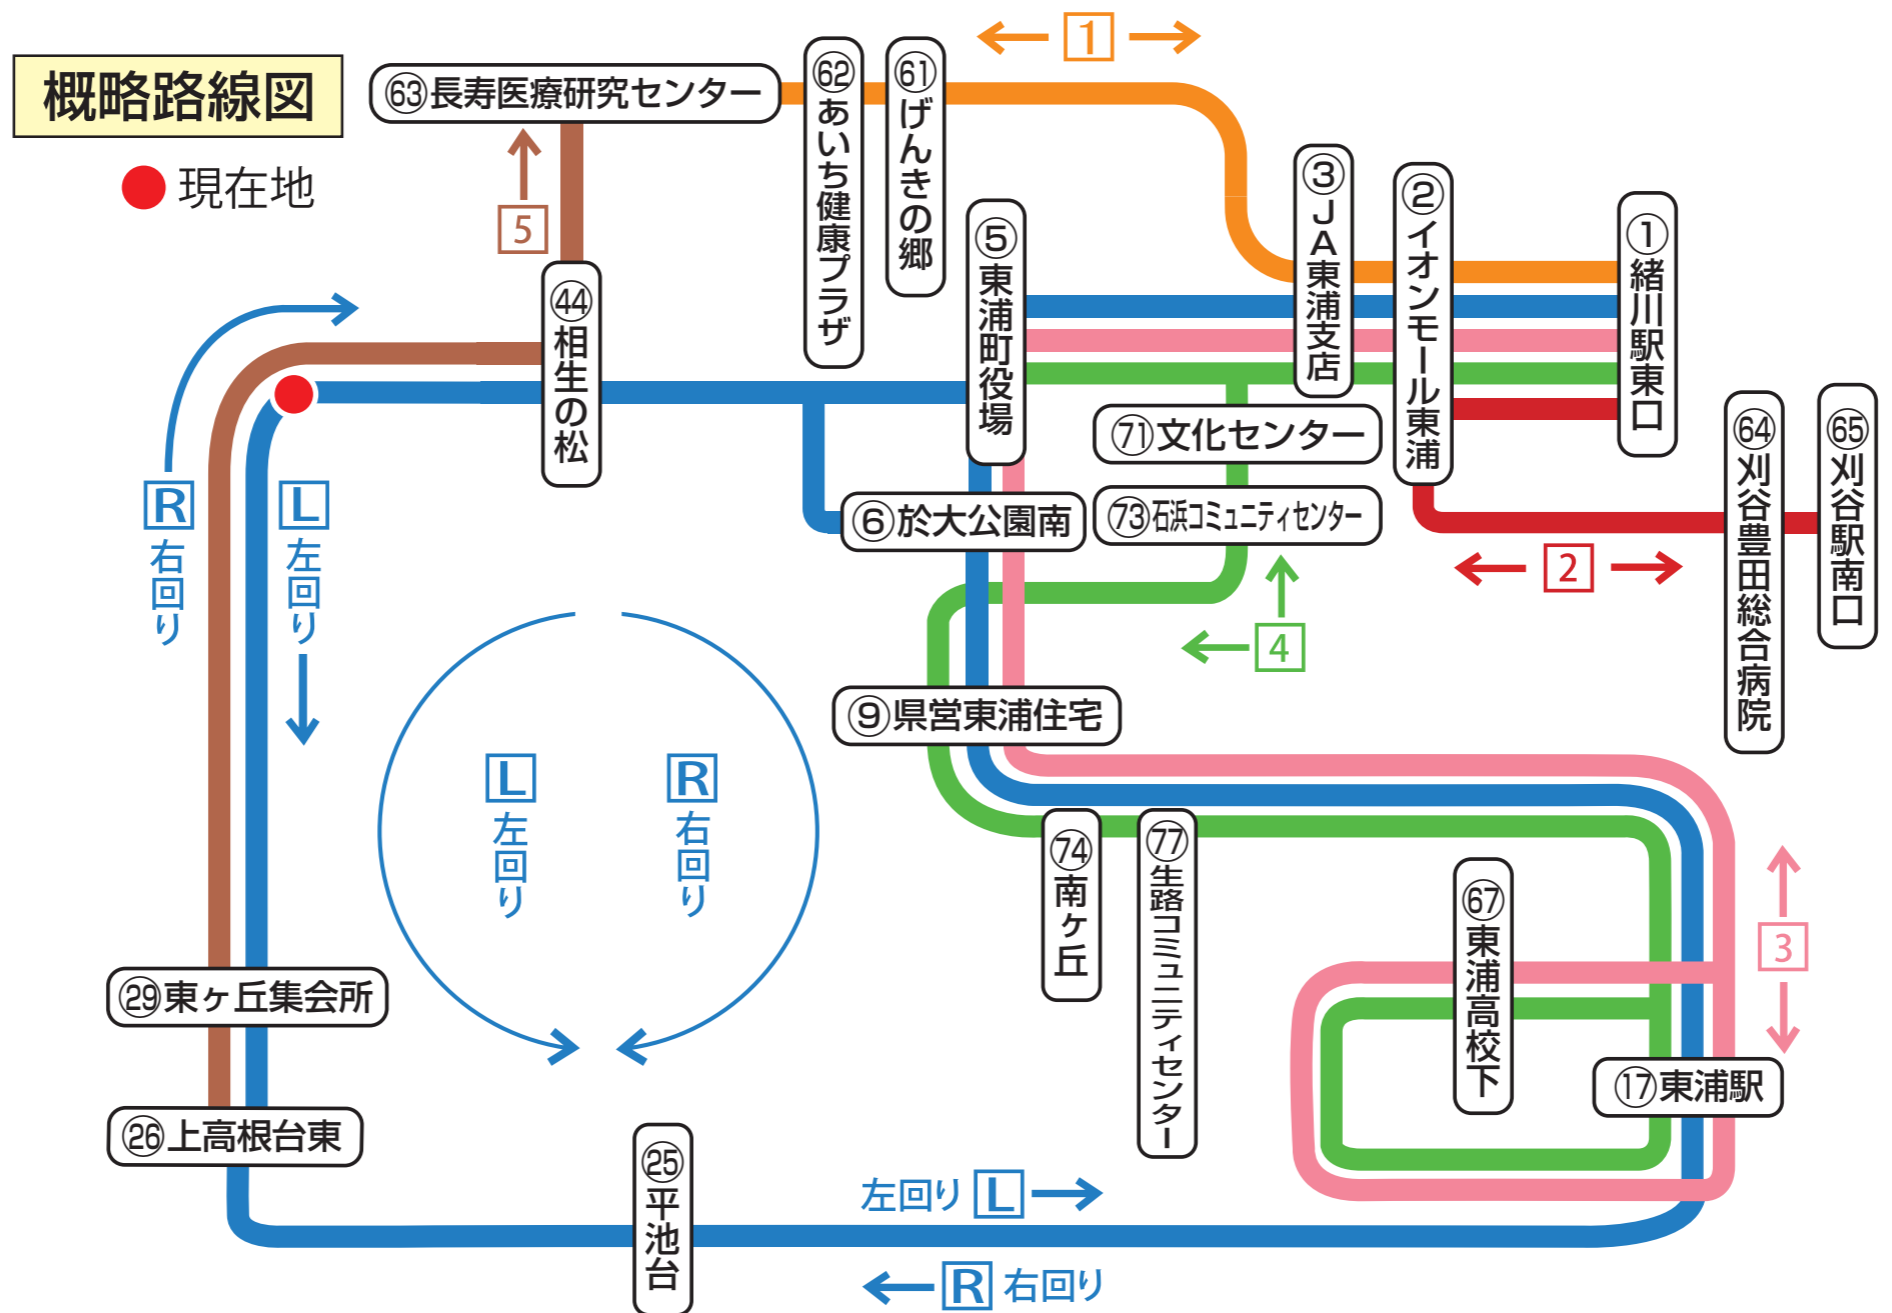 概略路線図
現在地
1
㊿+⑬長寿医療研究センター
㉒+㊵あいち健康プラザ
61げんきの郷
③JA東浦支店
②イオンモール東浦
①緒川駅東口
⑤東浦町役場
5
㊹相生の松
64刈谷豊田総合病院
65刈谷駅南口
71文化センター
73石浜コミュニティセンター
⑥於大公園南
2
4
R
右回り
L
左回り
⑨県営東浦住宅
L
左回り
R
右回り
74南ヶ丘
77生路コミュニティセンター
67東浦高校下
3
㉙東ヶ丘集会所
⑰東浦駅
㉖上高根台東
㉕平池台
左回り L
R 右回り